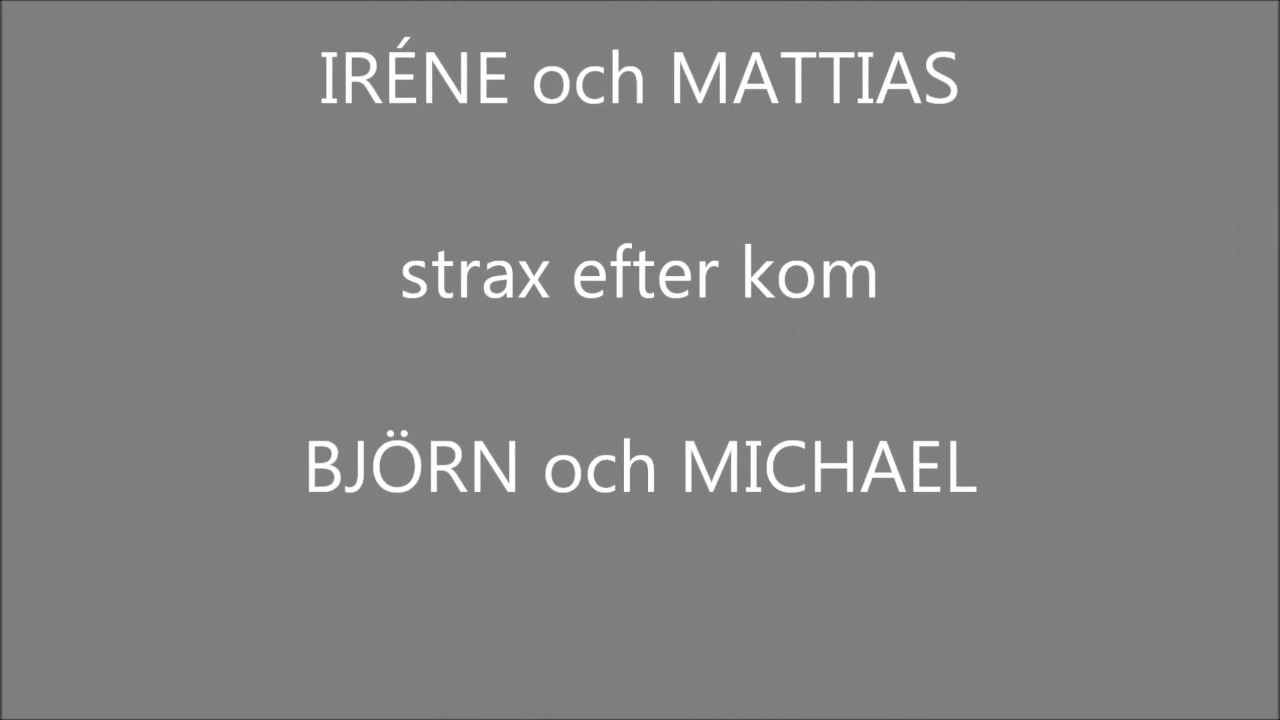 IRÉNE och MATTIAS
strax efter kom
BJÖRN och MICHAEL